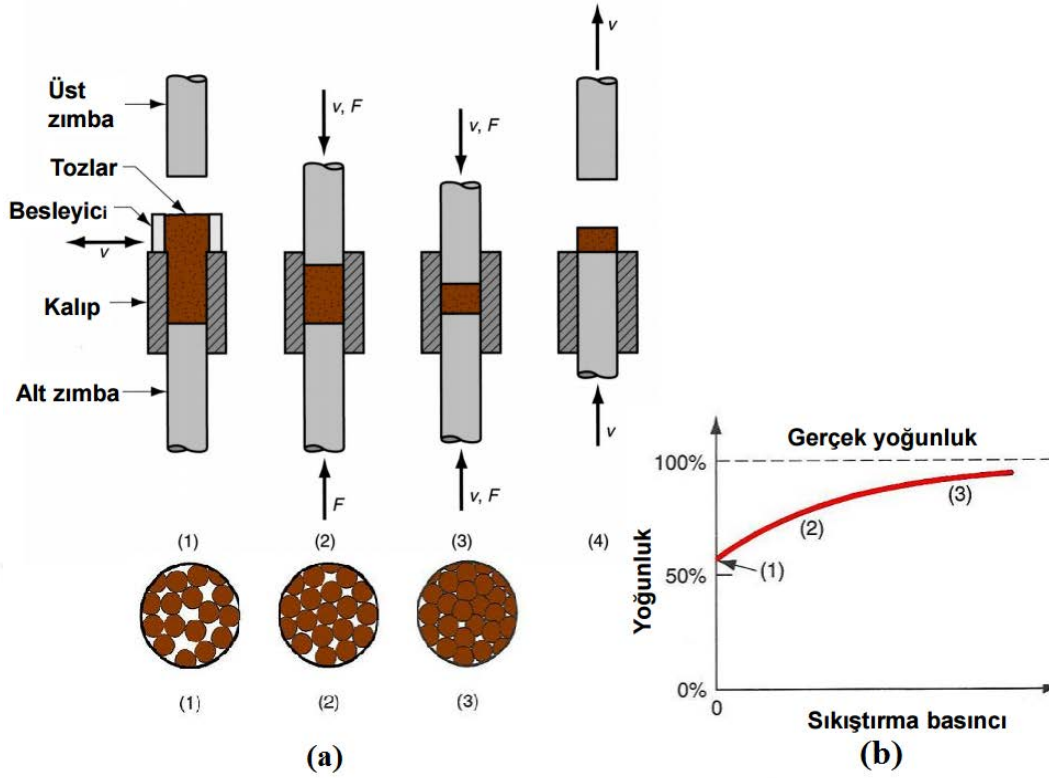 v
v, F
v, F
Üst
zımba
Tozlar
Besleyici
v
Kalıp
Alt zımba
F
v, F
v
(1)
(2)
(3)
(4)
(1)
(2)
(3)
(a)
Gerçek yoğunluk
100%
(3)
(2)
(1)
50%
Yoğunluk
0%
0
Sıkıştırma basıncı
(b)